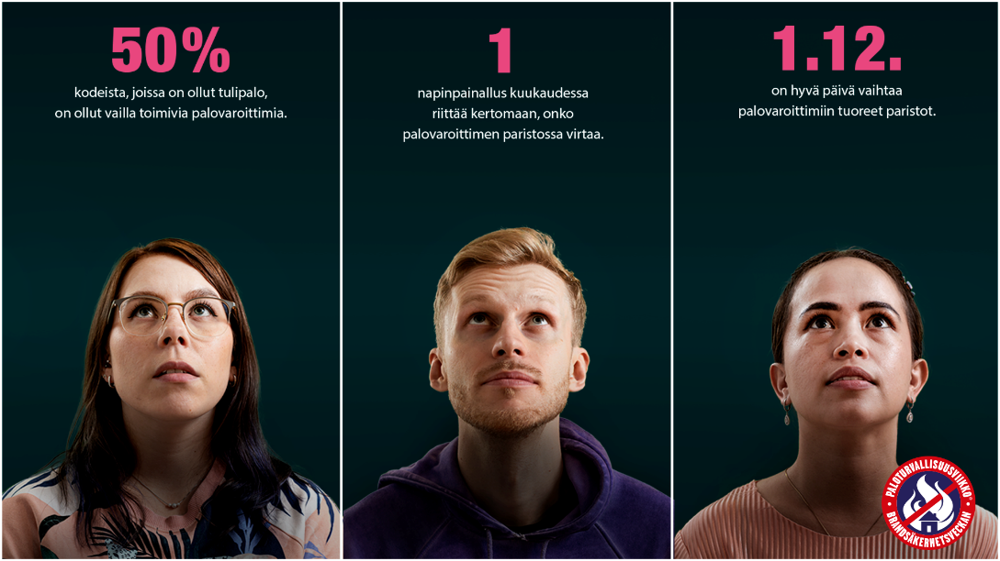 50%
kodeista, joissa on ollut tulipalo,
on ollut vailla toimivia palovaroittimia.
1
napinpainallus kuukaudessa
riittää kertomaan, onko
palovaroittimen paristossa virtaa.
1.12.
on hyvä päivä vaihtaa
palovaroittimiin tuoreet paristot.
PALOTURVALLISUUSVIIKKO®
BRANDSÄKERHETSVECKAN